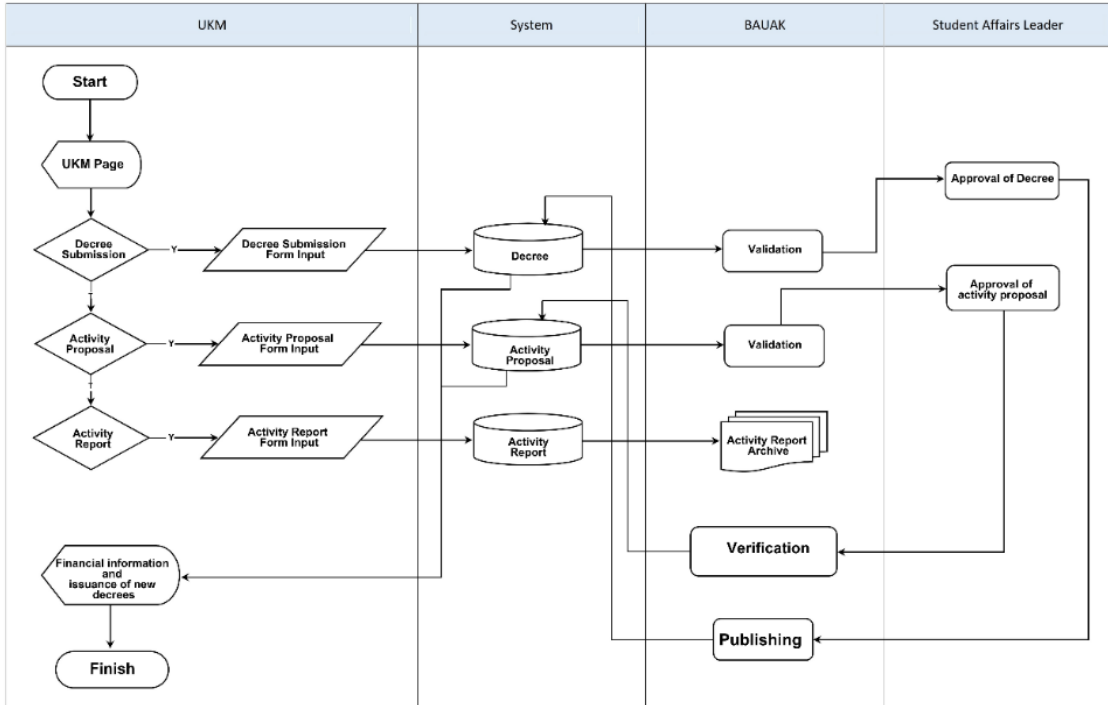 UKM
System
BAUAK
Student Affairs Leader
Start
UKM Page
Approval of Decree
Decree
Submission
Y
Decree Submission
Form Input
Decree
Validation
Approval of
activity proposal
T
Activity
Proposal
Y
Activity Proposal
Form Input
Activity
Proposal
Validation
T
Activity
Report
Y
Activity Report
Form Input
Activity
Report
Activity Report
Archive
Verification
Financial information
and
issuance of new
decrees
Publishing
Finish